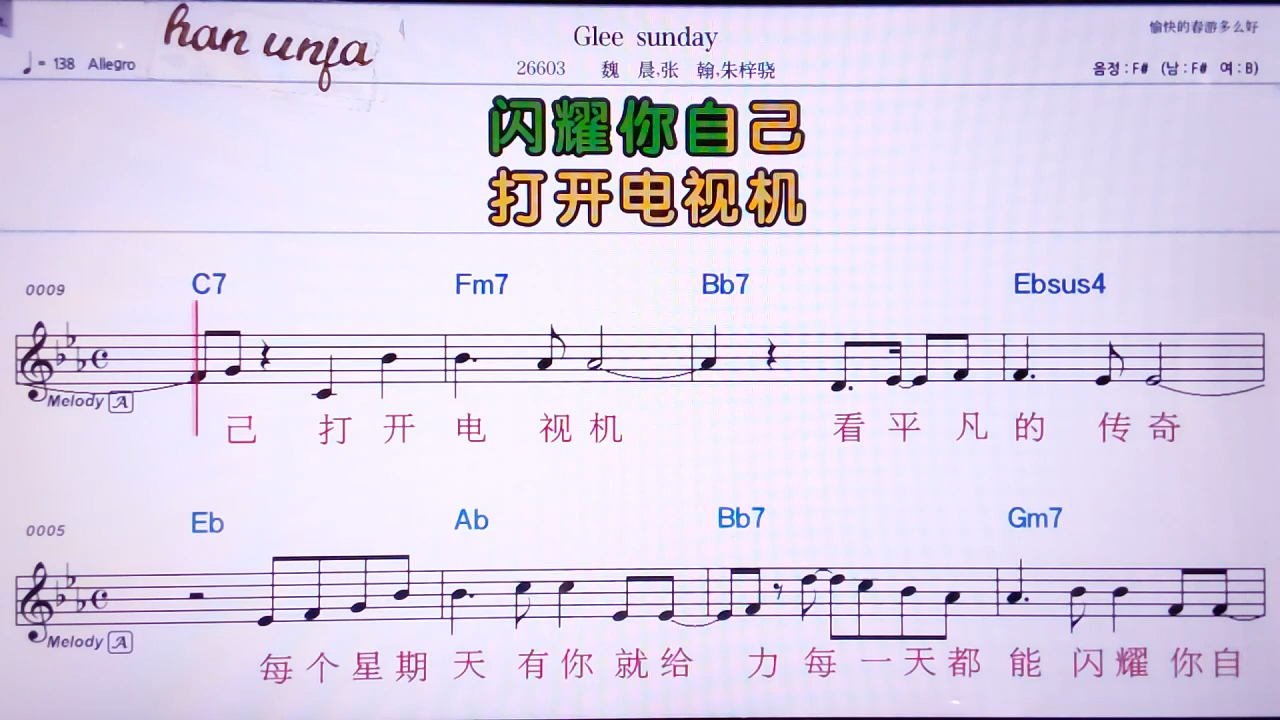 han unfa
Glee sunday
愉快的春游多么好
♩= 138 Allegro
26603 魏 晨,张 翰,朱梓骁
음정 : F# (남 : F# 여 : B)
闪耀你自己
打开电视机
0009 C7 Fm7 Bb7 Ebsus4
Melody A
己 打 开 电 视 机 看 平 凡 的 传 奇
0005 Eb Ab Bb7 Gm7
Melody A
每 个 星 期 天 有 你 就 给 力 每 一 天 都 能 闪 耀 你 自